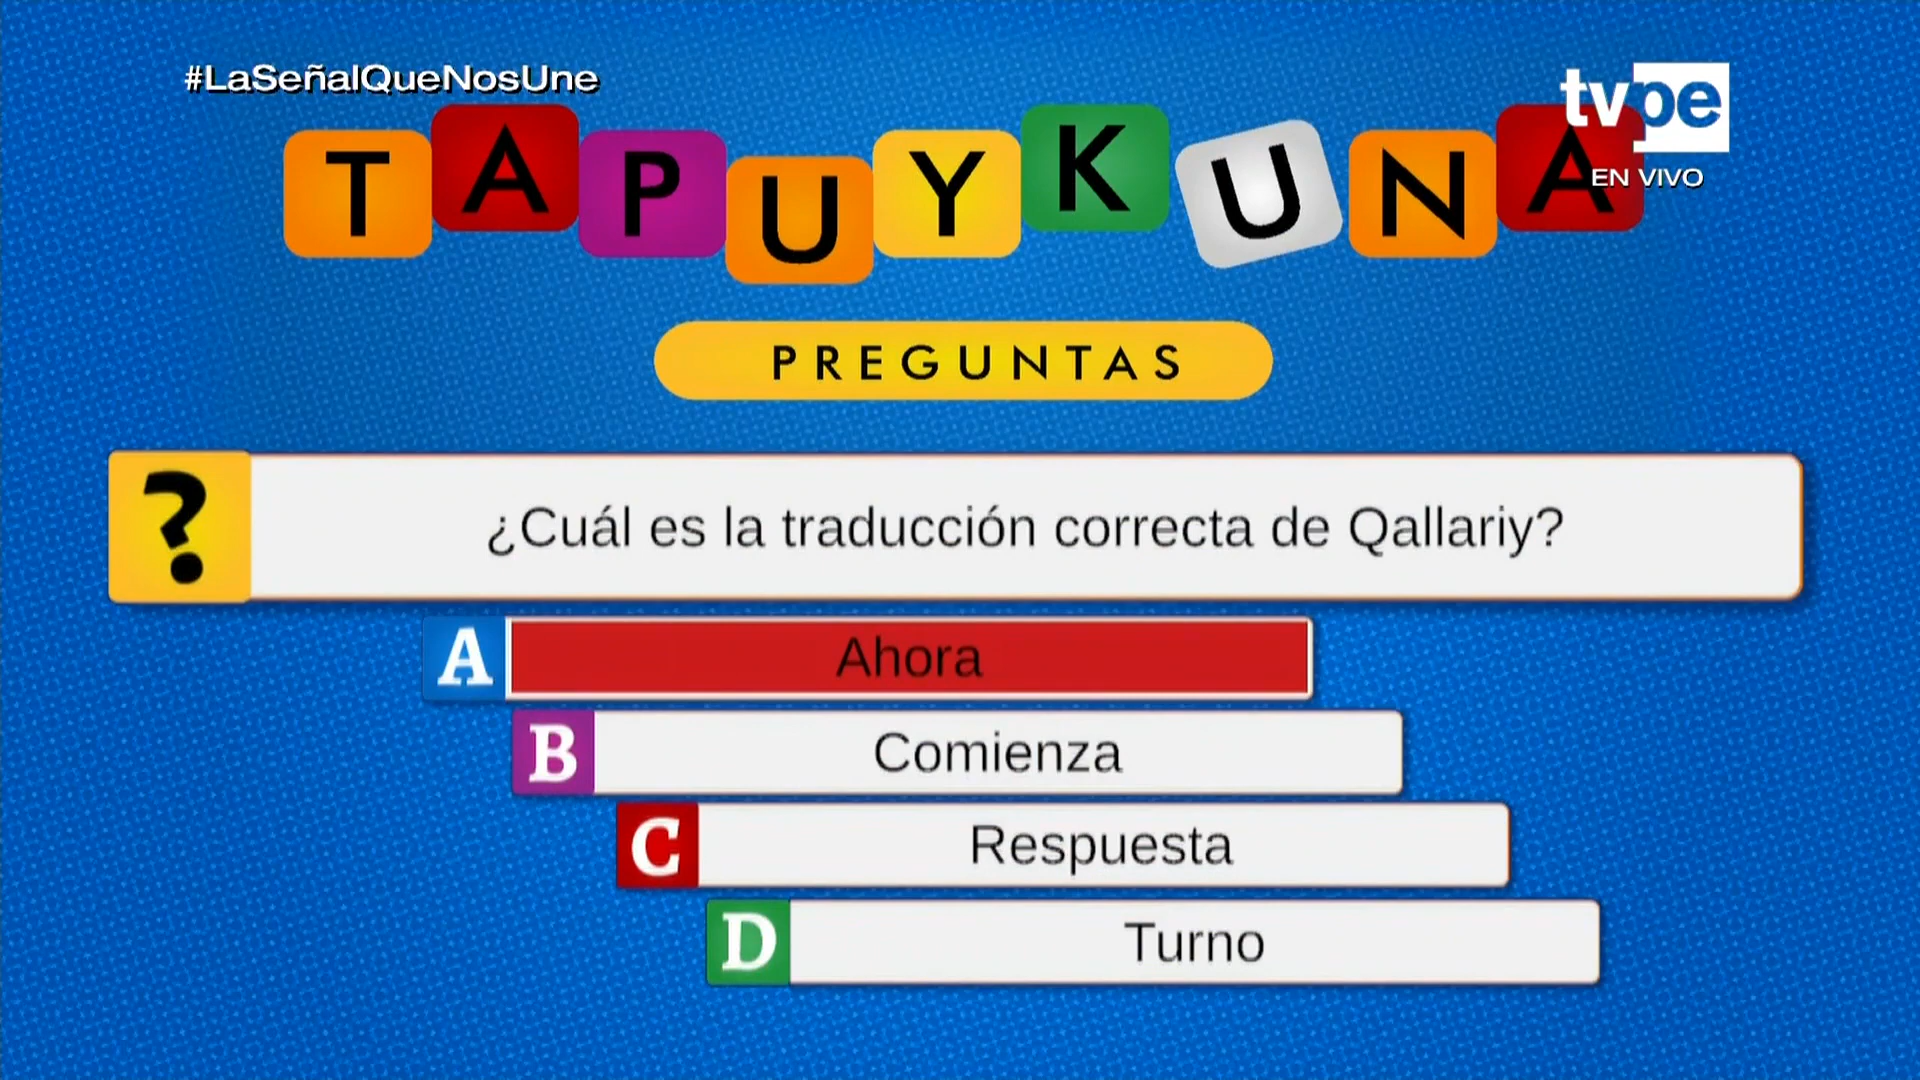 #LaSeñalQueNosUne
tvpe
EN VIVO
TAPUYKUNA
PREGUNTAS
? ¿Cuál es la traducción correcta de Qallariy?
A Ahora
B Comienza
C Respuesta
D Turno